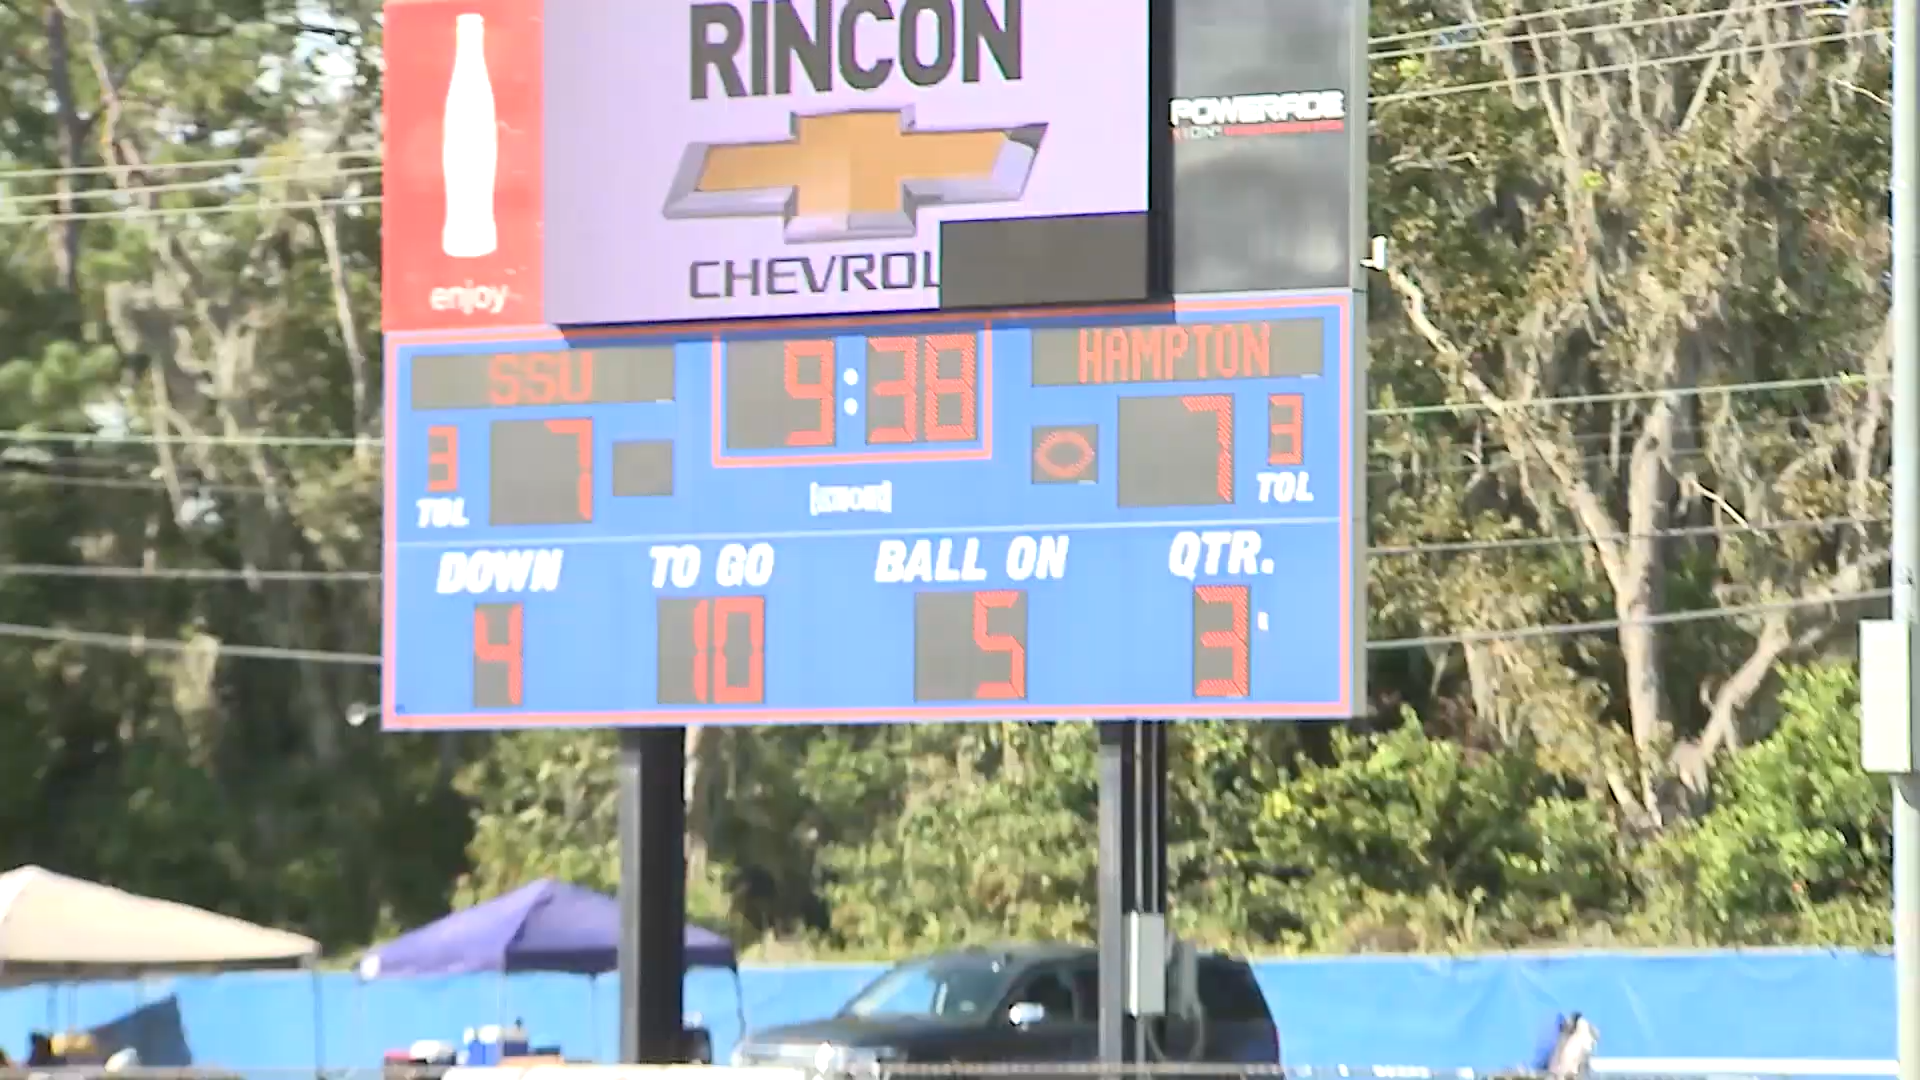 RINCON
CHEVROL
enjoy
POWERADE
SSU 9:38 HAMPTON
3 7 7 3
TOL TOL
DOWN TO GO BALL ON QTR.
4 10 5 3